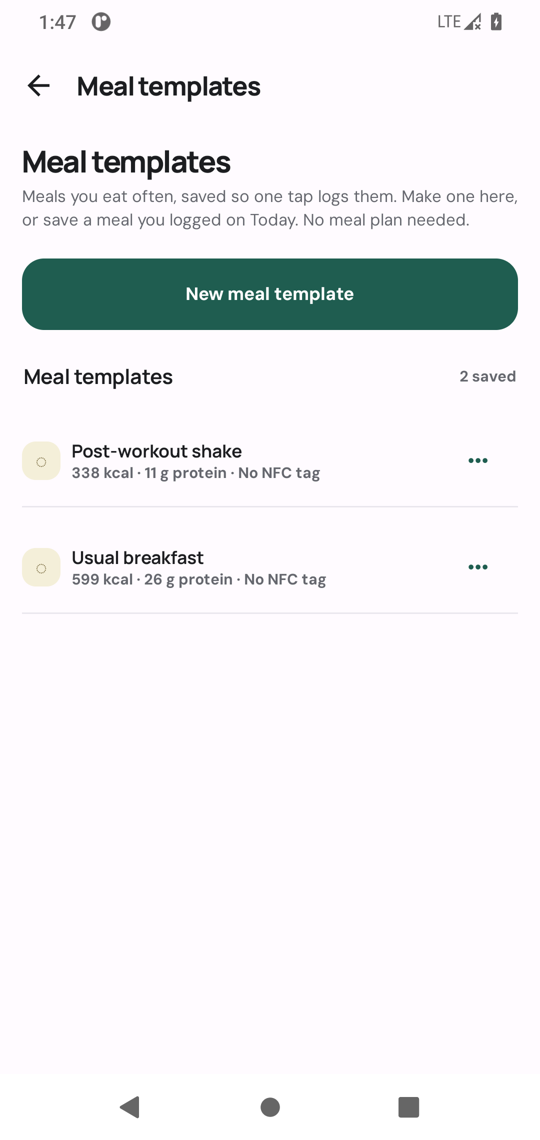 1:47
LTE
Meal templates
Meal templates
Meals you eat often, saved so one tap logs them. Make one here,
or save a meal you logged on Today. No meal plan needed.
New meal template
Meal templates
2 saved
Post-workout shake
338 kcal · 11 g protein · No NFC tag
Usual breakfast
599 kcal · 26 g protein · No NFC tag